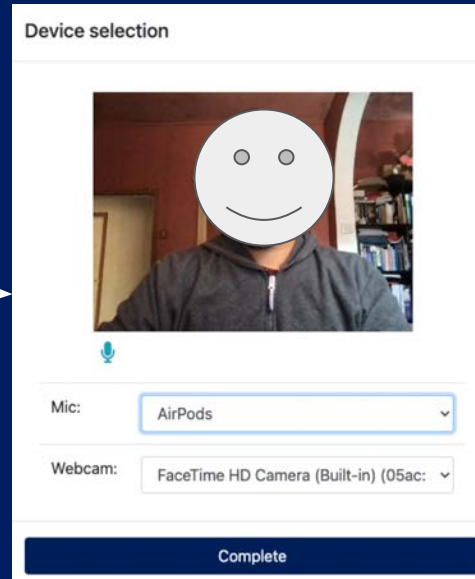 Device selection
Mic:
AirPods
Webcam:
FaceTime HD Camera (Built-in) (05ac:
Complete